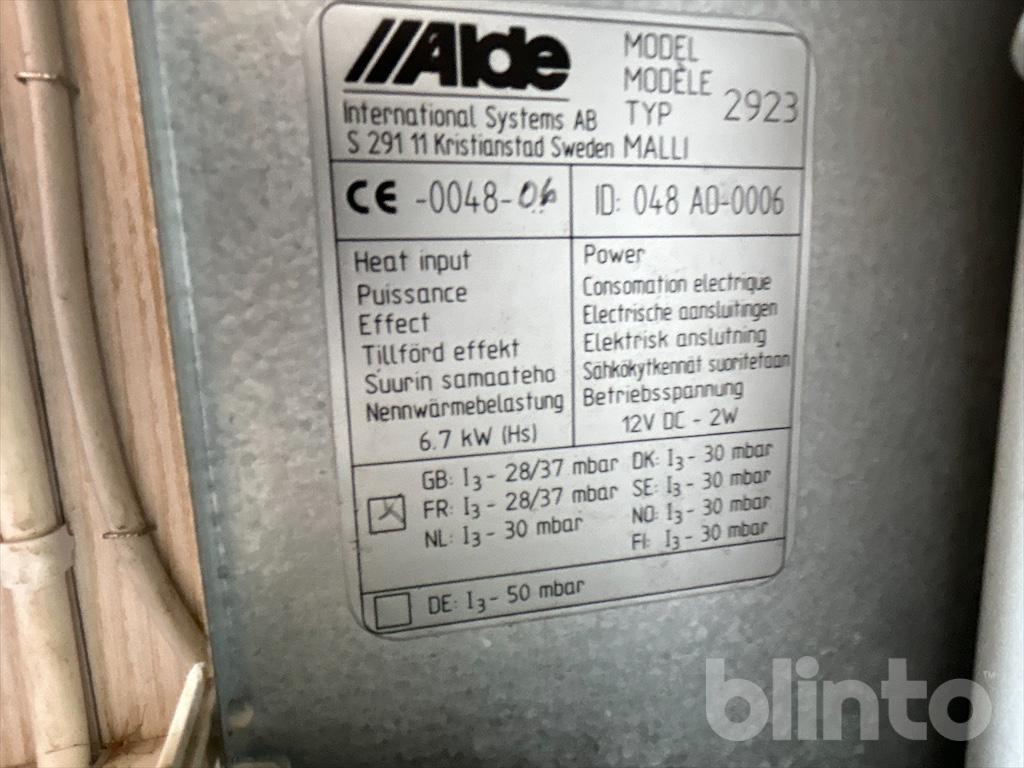 Alde
International Systems AB
S 291 11 Kristianstad Sweden
MODEL
MODÈLE
TYP 2923
MALLI
CE -0048-06
ID: 048 AO-0006
Heat input
Puissance
Effect
Tillförd effekt
Suurin samaateho
Nennwärmebelastung
6.7 kW (Hs)
Power
Consomation electrique
Electrische aansluitingen
Elektrisk anslutning
Sähkökytkennät suoritetaan
Betriebsspannung
12V DC - 2W
GB: I3 - 28/37 mbar
FR: I3 - 28/37 mbar
NL: I3 - 30 mbar
DK: I3 - 30 mbar
SE: I3 - 30 mbar
NO: I3 - 30 mbar
FI: I3 - 30 mbar
DE: I3 - 50 mbar
blinto™